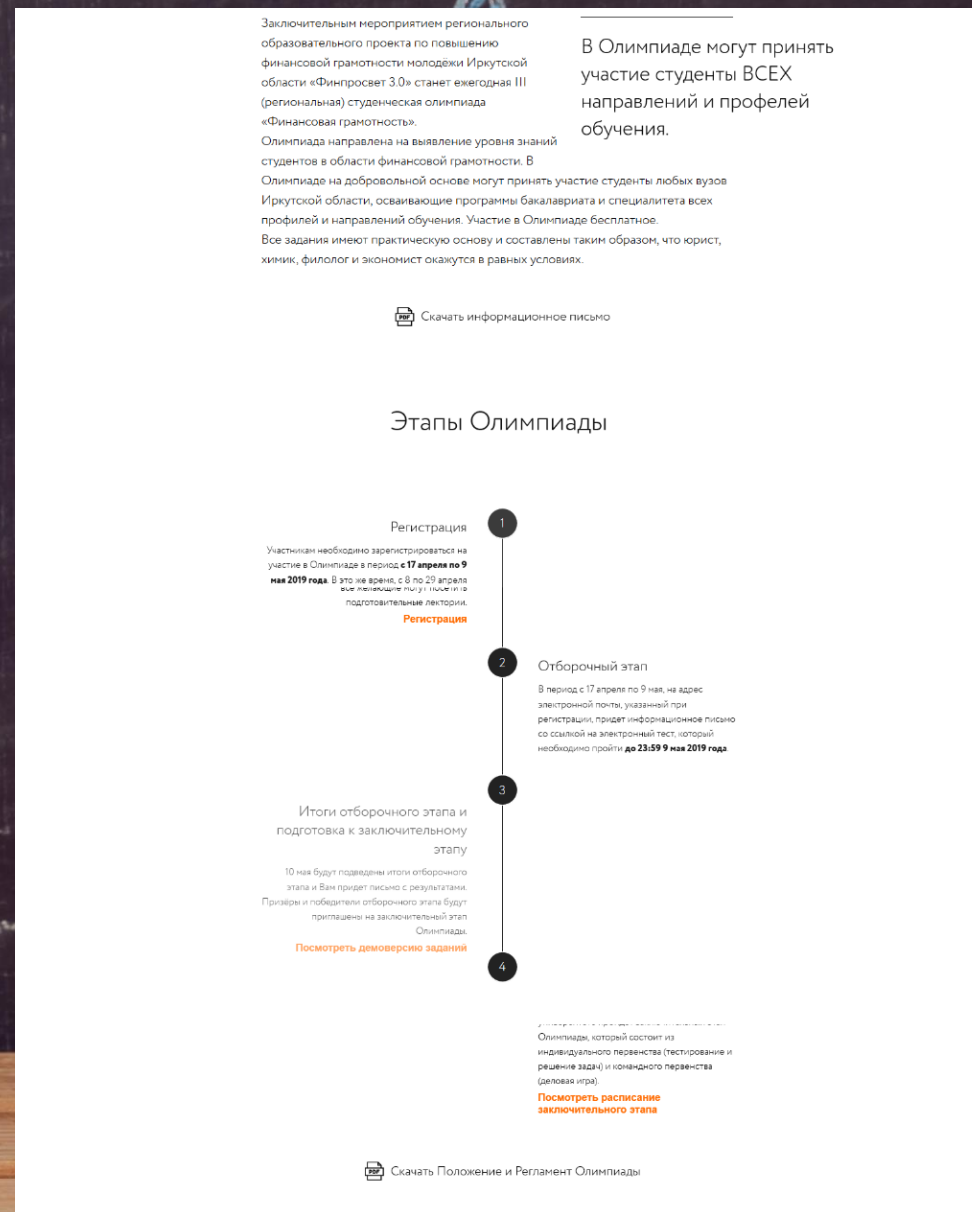 Заключительным мероприятием регионального
образовательного проекта по повышению
финансовой грамотности молодёжи Иркутской
области «Финпросвет 3.0» станет ежегодная III
(региональная) студенческая олимпиада
«Финансовая грамотность».
Олимпиада направлена на выявление уровня знаний
студентов в области финансовой грамотности. В
Олимпиаде на добровольной основе могут принять участие студенты любых вузов
Иркутской области, осваивающие программы бакалавриата и специалитета всех
профилей и направлений обучения. Участие в Олимпиаде бесплатное.
Все задания имеют практическую основу и составлены таким образом, что юрист,
химик, филолог и экономист окажутся в равных условиях.
В Олимпиаде могут принять
участие студенты ВСЕХ
направлений и профелей
обучения.
PDF Скачать информационное письмо
Этапы Олимпиады
1
Регистрация
Участникам необходимо зарегистрироваться на
участие в Олимпиаде в период с 17 апреля по 9
мая 2019 года. В это же время, с 8 по 29 апреля
все желающие могут посетить
подготовительные лектории.
Регистрация
2
Отборочный этап
В период с 17 апреля по 9 мая, на адрес
электронной почты, указанный при
регистрации, придет информационное письмо
со ссылкой на электронный тест, который
необходимо пройти до 23:59 9 мая 2019 года.
3
Итоги отборочного этапа и
подготовка к заключительному
этапу
10 мая будут подведены итоги отборочного
этапа и Вам придет письмо с результатами.
Призёры и победители отборочного этапа будут
приглашены на заключительный этап
Олимпиады.
Посмотреть демоверсию заданий
4
Олимпиады, который состоит из
индивидуального первенства (тестирование и
решение задач) и командного первенства
(деловая игра).
Посмотреть расписание
заключительного этапа
PDF Скачать Положение и Регламент Олимпиады